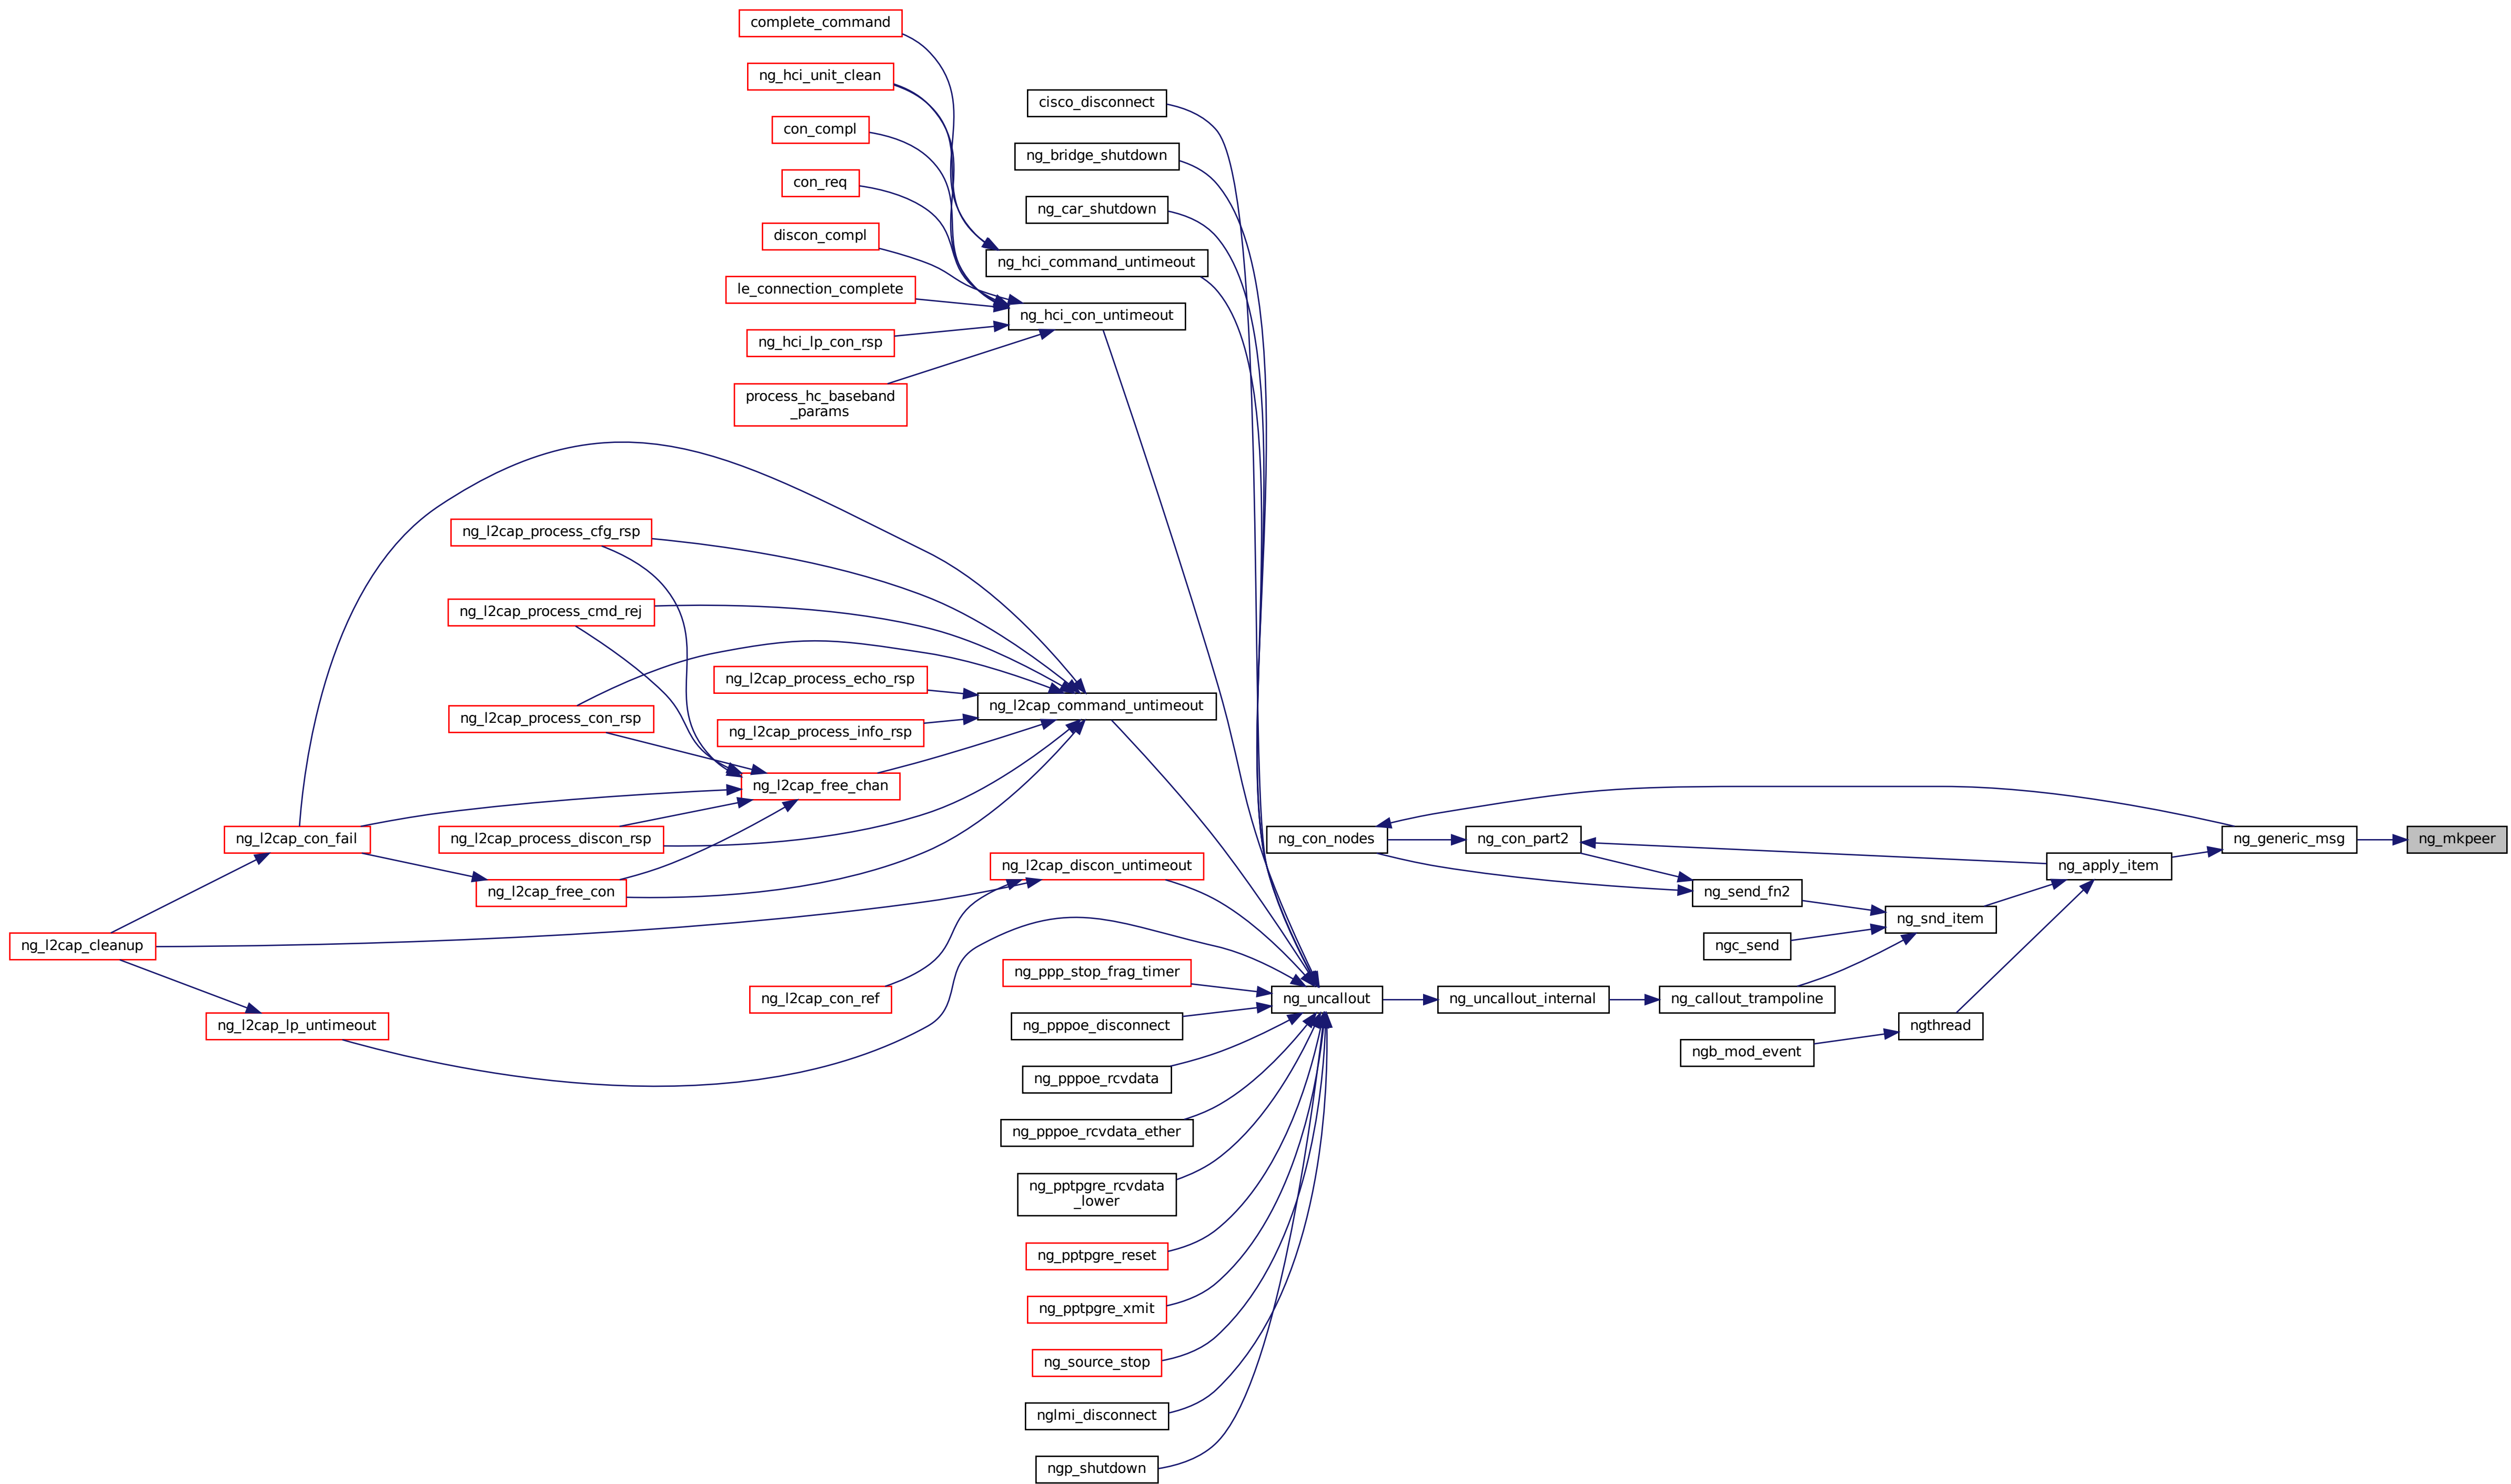 complete_command
ng_hci_unit_clean
con_compl
con_req
discon_compl
le_connection_complete
ng_hci_lp_con_rsp
process_hc_baseband
_params
cisco_disconnect
ng_bridge_shutdown
ng_car_shutdown
ng_hci_command_untimeout
ng_hci_con_untimeout
ng_l2cap_process_cfg_rsp
ng_l2cap_process_cmd_rej
ng_l2cap_process_echo_rsp
ng_l2cap_process_con_rsp
ng_l2cap_process_info_rsp
ng_l2cap_command_untimeout
ng_l2cap_free_chan
ng_l2cap_con_fail
ng_l2cap_process_discon_rsp
ng_l2cap_free_con
ng_l2cap_discon_untimeout
ng_l2cap_cleanup
ng_l2cap_con_ref
ng_l2cap_lp_untimeout
ng_con_nodes
ng_con_part2
ng_generic_msg
ng_mkpeer
ng_apply_item
ng_send_fn2
ng_snd_item
ngc_send
ng_uncallout
ng_uncallout_internal
ng_callout_trampoline
ngthread
ngb_mod_event
ng_ppp_stop_frag_timer
ng_pppoe_disconnect
ng_pppoe_rcvdata
ng_pppoe_rcvdata_ether
ng_pptpgre_rcvdata
_lower
ng_pptpgre_reset
ng_pptpgre_xmit
ng_source_stop
nglmi_disconnect
ngp_shutdown